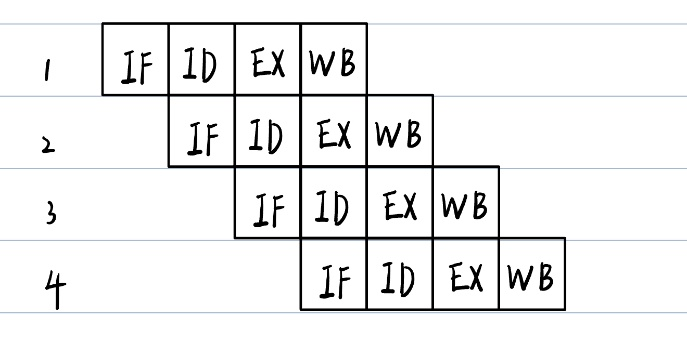 1 IF ID EX WB
2 IF ID EX WB
3 IF ID EX WB
4 IF ID EX WB